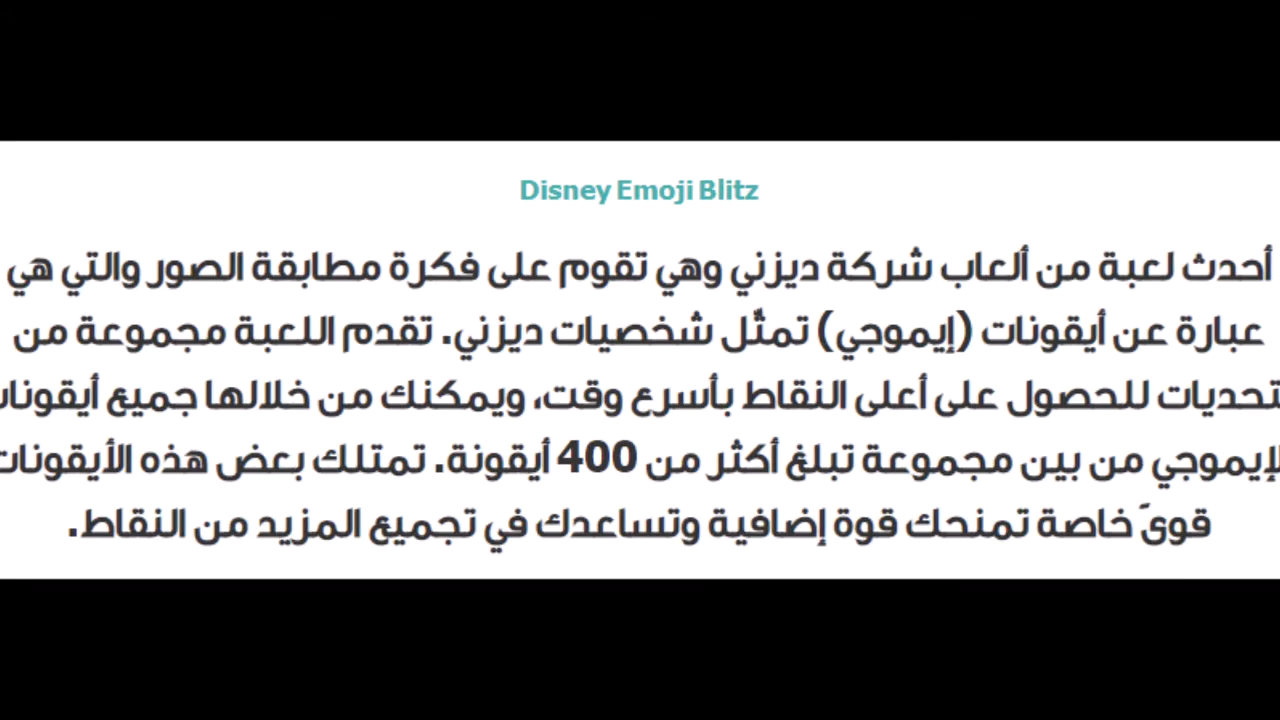 Disney Emoji Blitz
أحدث لعبة من ألعاب شركة ديزني وهي تقوم على فكرة مطابقة الصور والتي هي
عبارة عن أيقونات (إيموجي) تمثّل شخصيات ديزني. تقدم اللعبة مجموعة من
تحديات للحصول على أعلى النقاط بأسرع وقت، ويمكنك من خلالها جميع أيقونات
لإيموجي من بين مجموعة تبلغ أكثر من 400 أيقونة. تمتلك بعض هذه الأيقونات
قوىً خاصة تمنحك قوة إضافية وتساعدك في تجميع المزيد من النقاط.